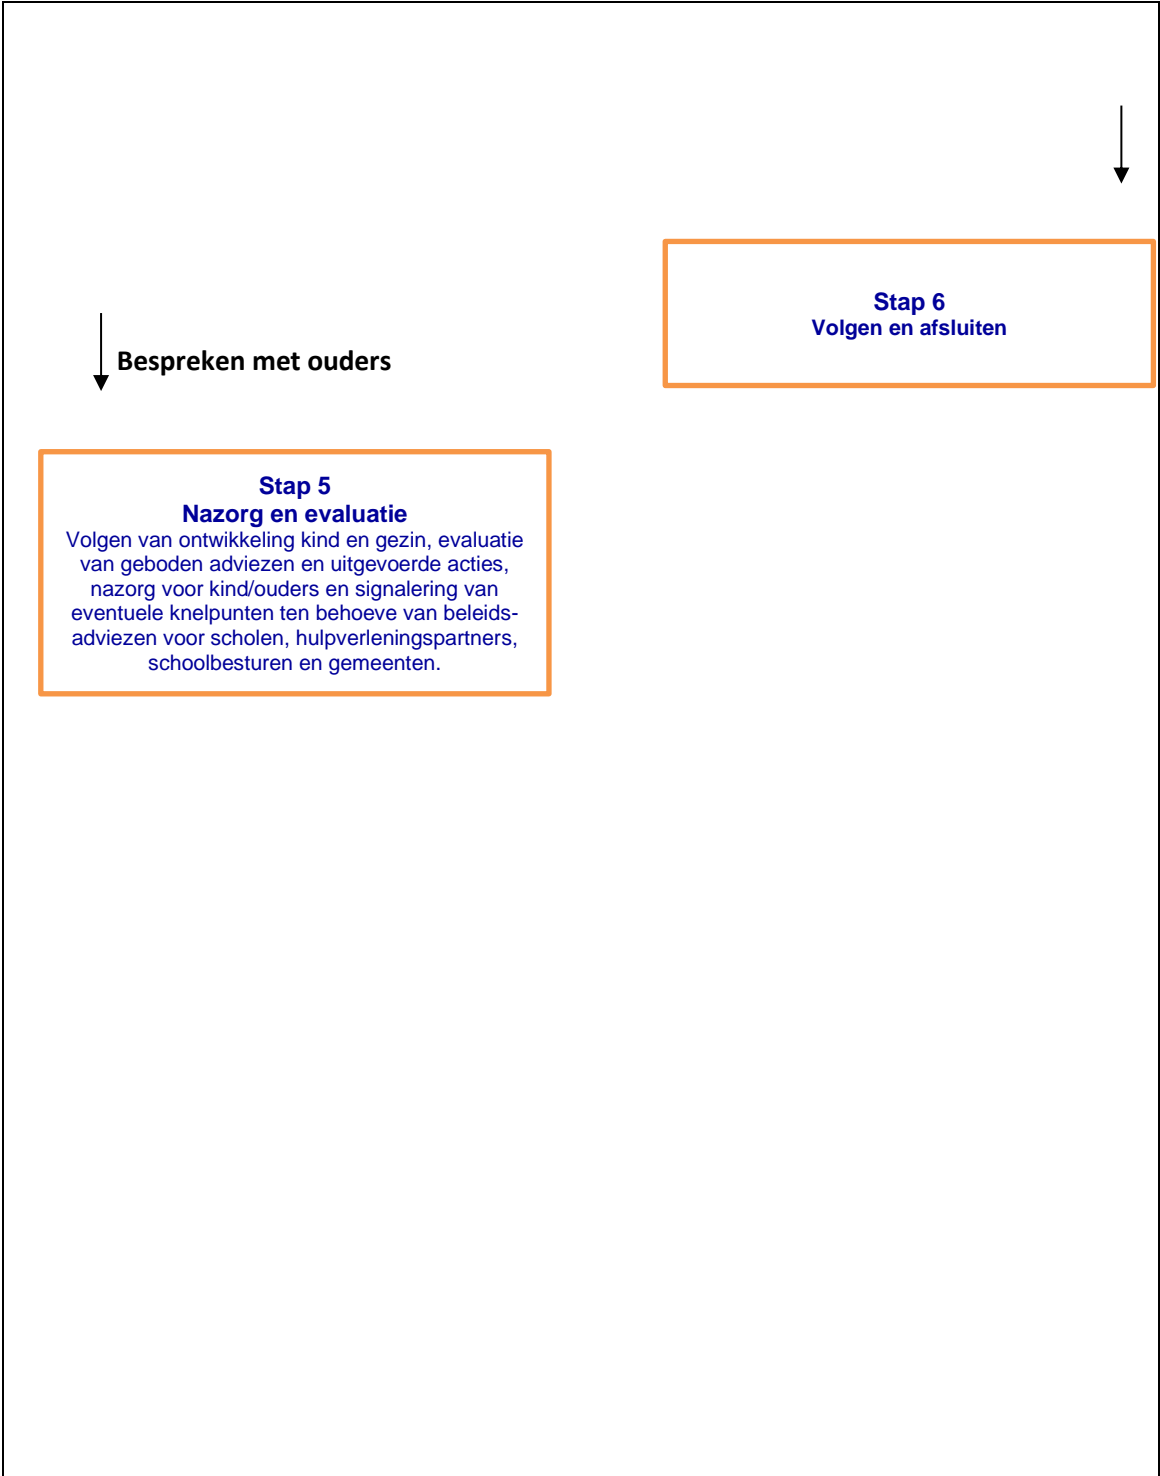 Stap 6
Volgen en afsluiten
Bespreken met ouders
Stap 5
Nazorg en evaluatie
Volgen van ontwikkeling kind en gezin, evaluatie
van geboden adviezen en uitgevoerde acties,
nazorg voor kind/ouders en signalering van
eventuele knelpunten ten behoeve van beleids-
adviezen voor scholen, hulpverleningspartners,
schoolbesturen en gemeenten.